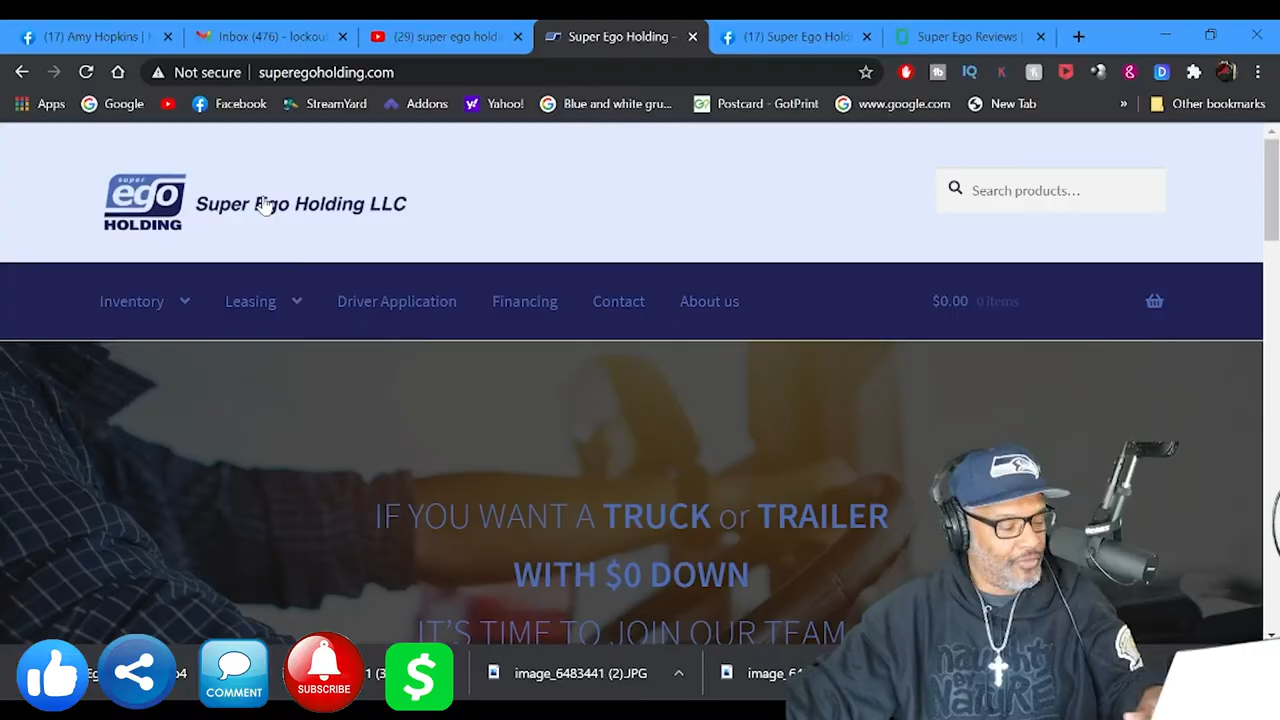 (17) Amy Hopkins | H
Inbox (476) - lockout
(29) super ego holdi
Super Ego Holding –
(17) Super Ego Hold
Super Ego Reviews |
Not secure | superegoholding.com
Apps
Google
Facebook
StreamYard
Addons
Yahoo!
Blue and white gru...
Postcard - GotPrint
www.google.com
New Tab
»
Other bookmarks
super
ego
HOLDING
Super Ego Holding LLC
Search products...
Inventory
Leasing
Driver Application
Financing
Contact
About us
$0.00 0 items
IF YOU WANT A TRUCK or TRAILER
WITH $0 DOWN
IT'S TIME TO JOIN OUR TEAM
COMMENT
SUBSCRIBE
$
image_6483441 (2).JPG
naughty
by
NATURE